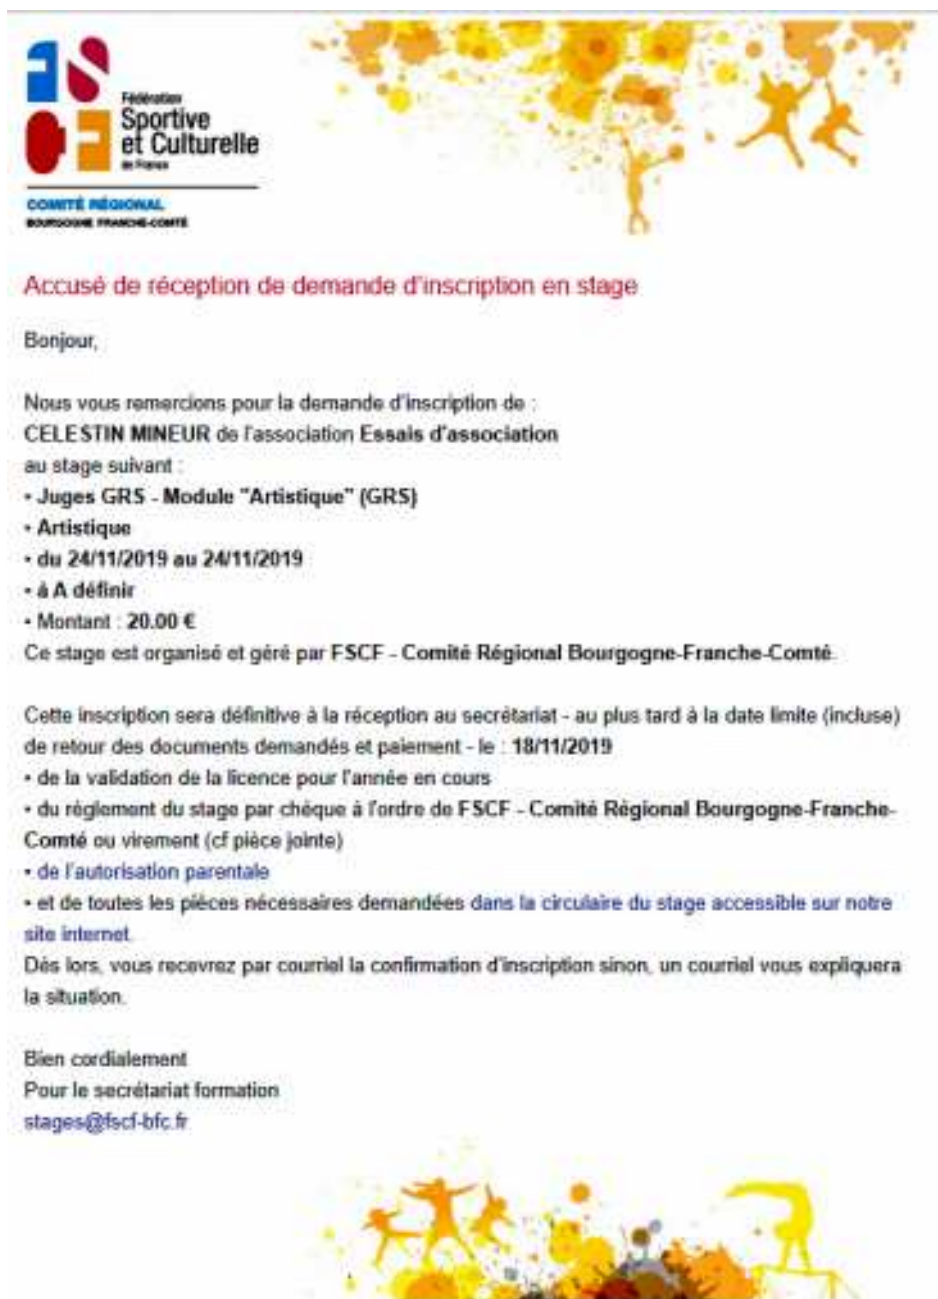 FSCF
Fédération
Sportive
et Culturelle
de France
COMITÉ RÉGIONAL
BOURGOGNE FRANCHE-COMTÉ
Accusé de réception de demande d'inscription en stage
Bonjour,
Nous vous remercions pour la demande d'inscription de :
CELESTIN MINEUR de l'association Essais d'association
au stage suivant :
• Juges GRS - Module "Artistique" (GRS)
• Artistique
• du 24/11/2019 au 24/11/2019
• à A définir
• Montant : 20.00 €
Ce stage est organisé et géré par FSCF - Comité Régional Bourgogne-Franche-Comté.
Cette inscription sera définitive à la réception au secrétariat - au plus tard à la date limite (incluse)
de retour des documents demandés et paiement - le : 18/11/2019
• de la validation de la licence pour l'année en cours
• du règlement du stage par chèque à l'ordre de FSCF - Comité Régional Bourgogne-Franche-
Comté ou virement (cf pièce jointe)
• de l'autorisation parentale
• et de toutes les pièces nécessaires demandées dans la circulaire du stage accessible sur notre
site internet.
Dès lors, vous recevrez par courriel la confirmation d'inscription sinon, un courriel vous expliquera
la situation.
Bien cordialement
Pour le secrétariat formation
stages@fscf-bfc.fr